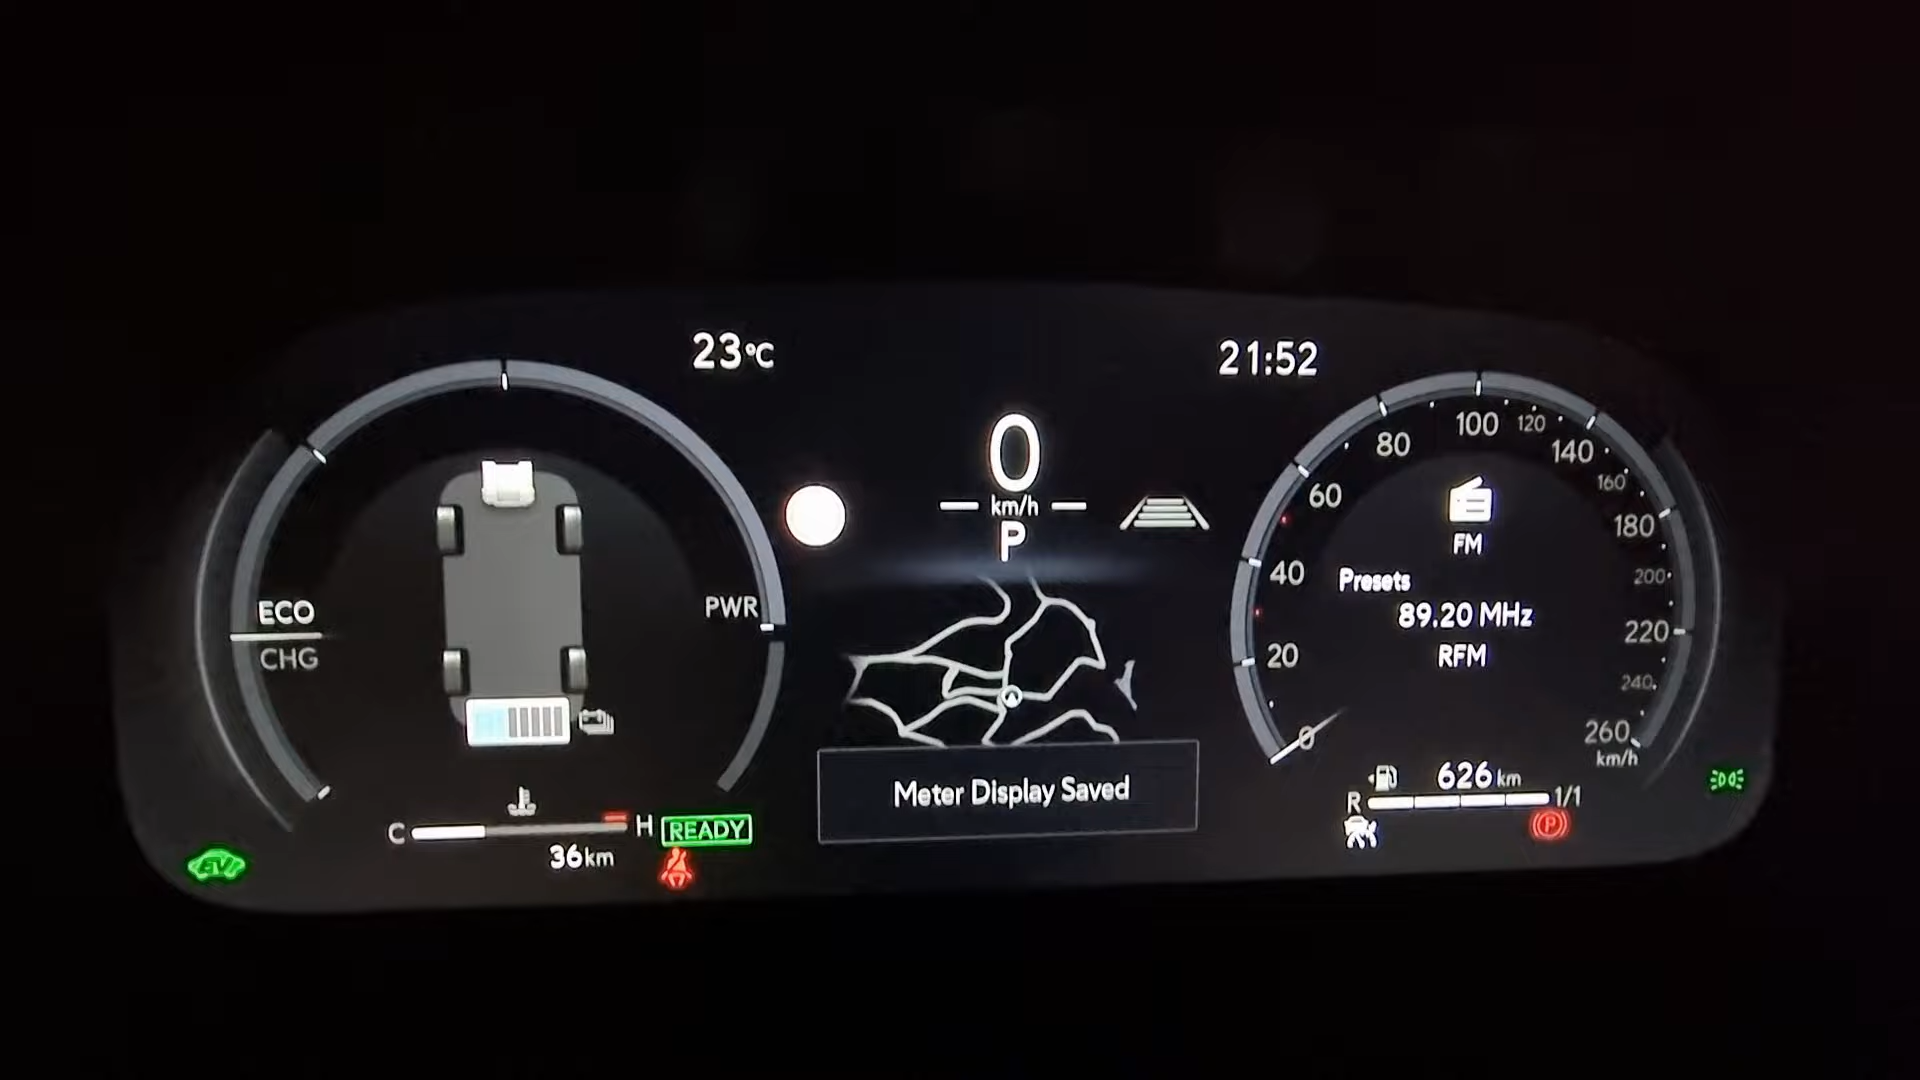 23°C
21:52
0
km/h
P
ECO
CHG
PWR
C
H
READY
36km
EV
Meter Display Saved
0
20
40
60
80
100
120
140
160
180
200
220
240
260
km/h
FM
Presets
89.20 MHz
RFM
626 km
R
1/1
P